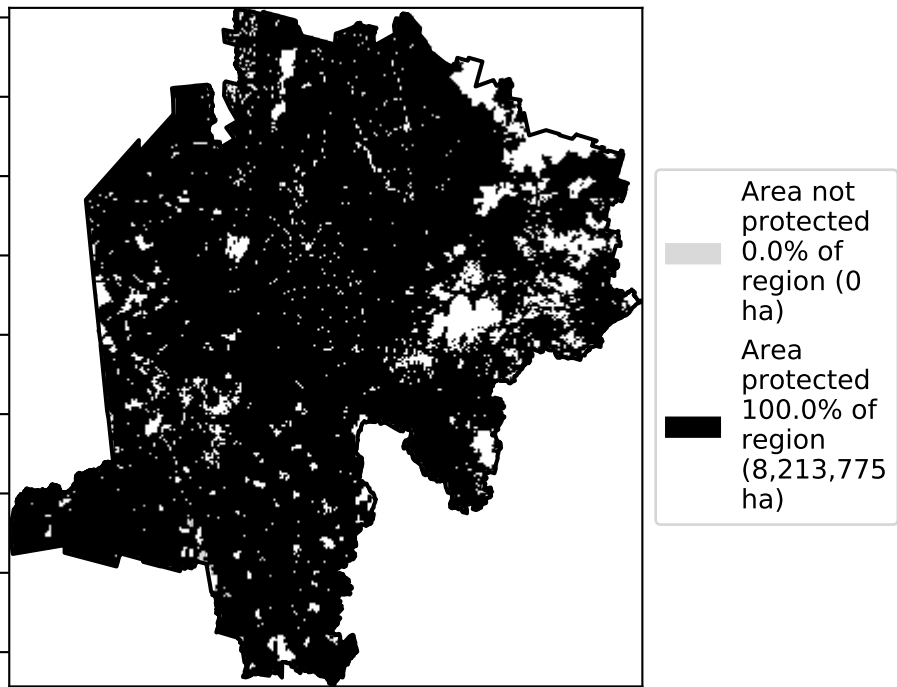 Area not
protected
0.0% of
region (0
ha)
Area
protected
100.0% of
region
(8,213,775
ha)